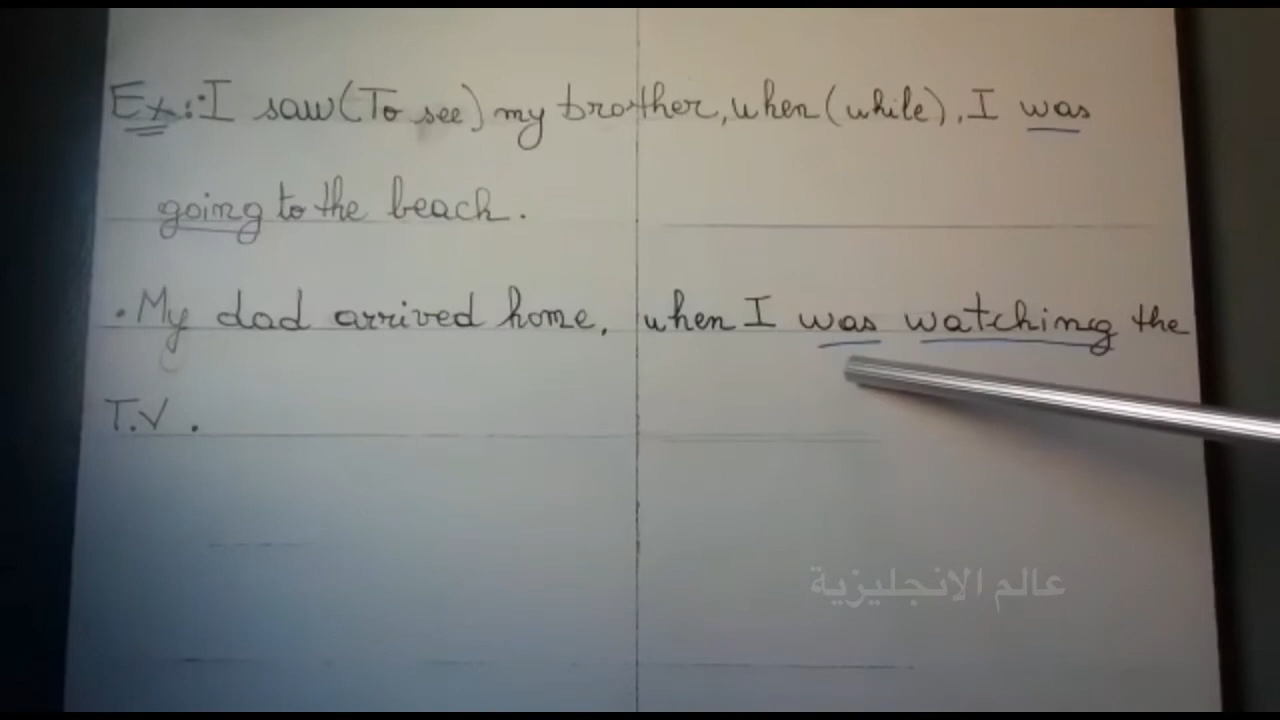 Ex:. I saw (To see) my brother, when (while), I was
going to the beach.
. My dad arrived home, when I was watching the
T.V .
عالم الانجليزية